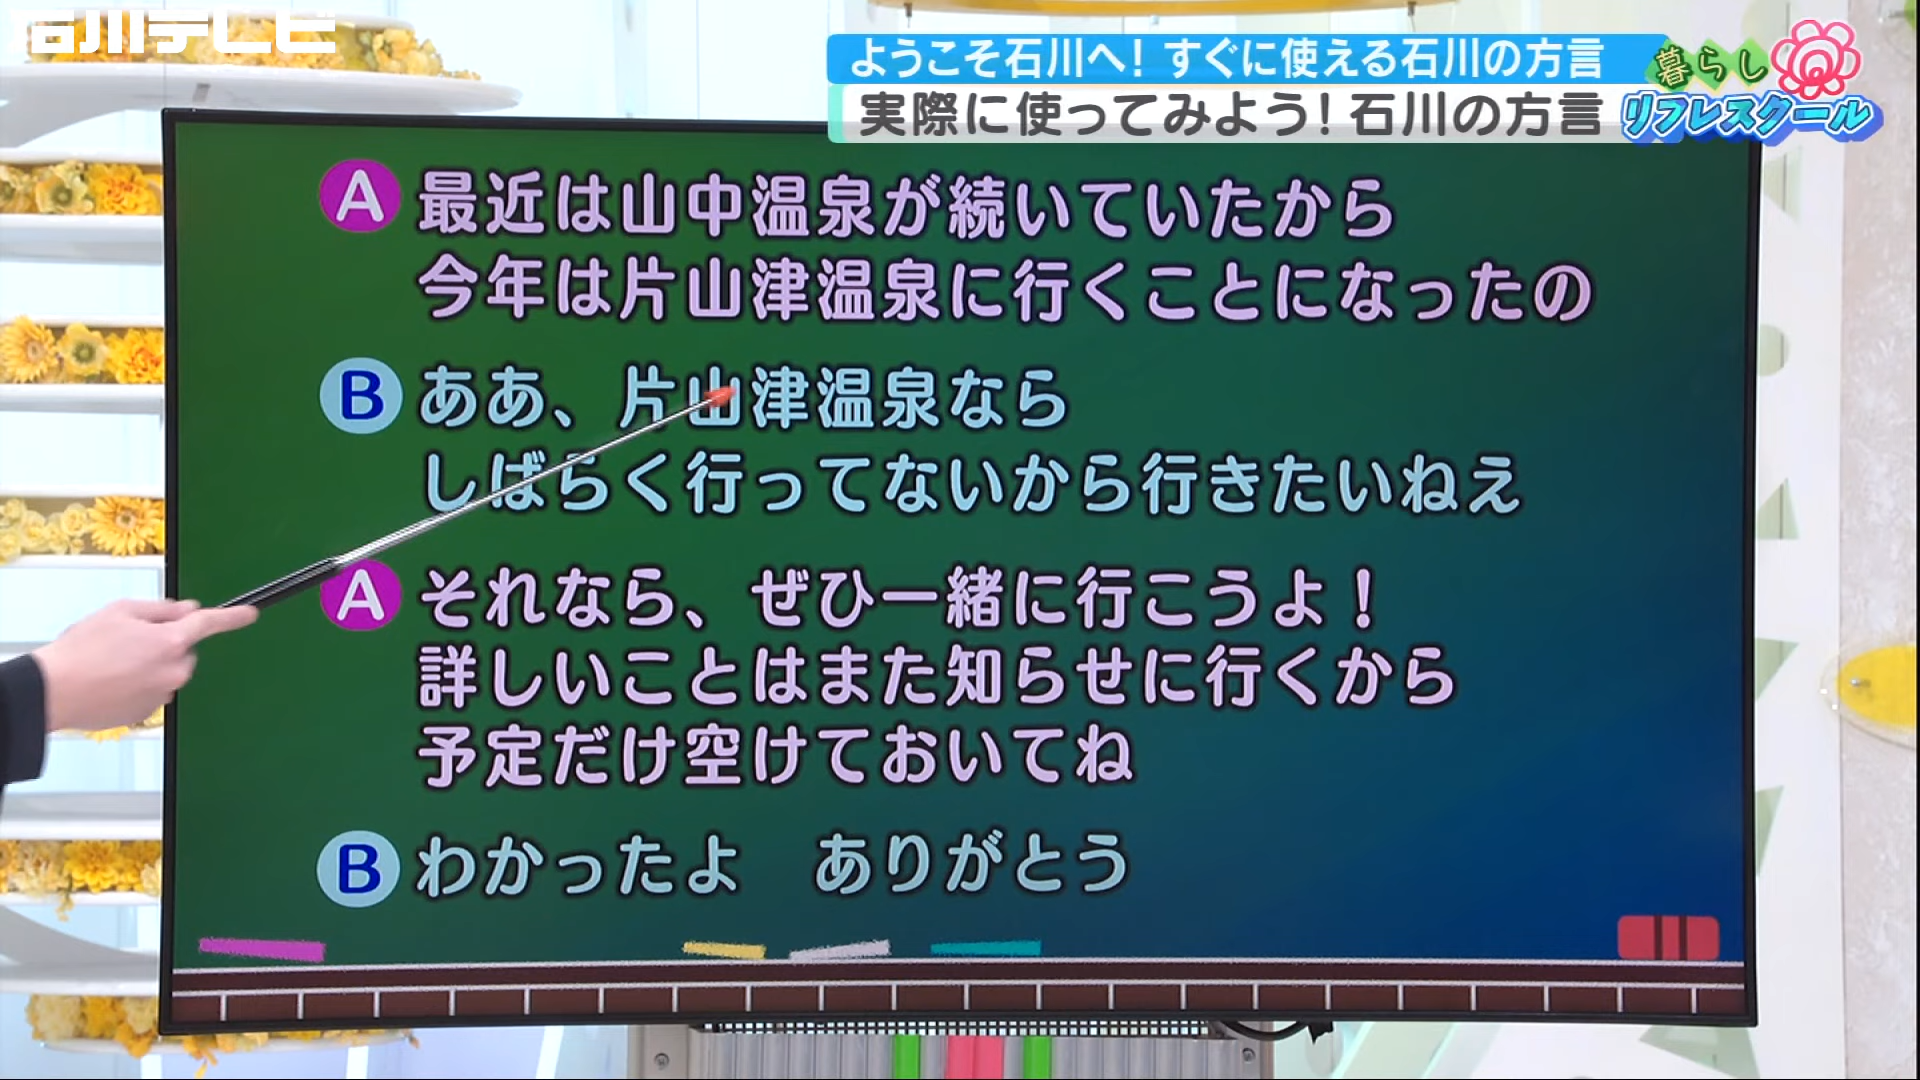 石川テレビ
ようこそ石川へ！すぐに使える石川の方言
実際に使ってみよう！石川の方言
暮らし
リフレスクール
A 最近は山中温泉が続いていたから
今年は片山津温泉に行くことになったの
B ああ、片山津温泉なら
しばらく行ってないから行きたいねえ
A それなら、ぜひ一緒に行こうよ！
詳しいことはまた知らせに行くから
予定だけ空けておいてね
B わかったよ　ありがとう